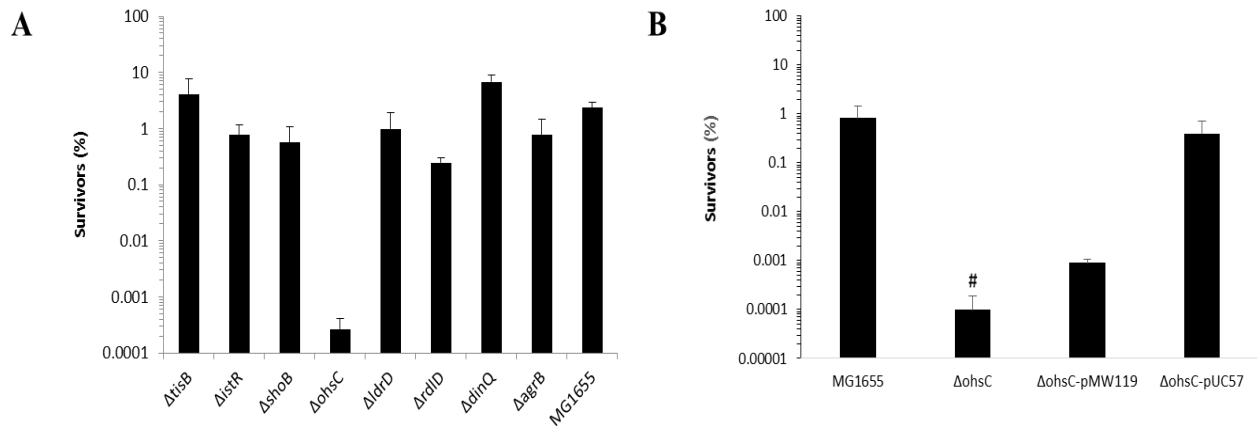 A
Survivors (%)
100
10
1
0.1
0.01
0.001
0.0001
ΔtisB
ΔistR
ΔshoB
ΔohsC
ΔldrD
ΔrdlD
ΔdinQ
ΔagrB
MG1655
B
Survivors (%)
100
10
1
0.1
0.01
0.001
0.0001
0.00001
#
MG1655
ΔohsC
ΔohsC-pMW119
ΔohsC-pUC57